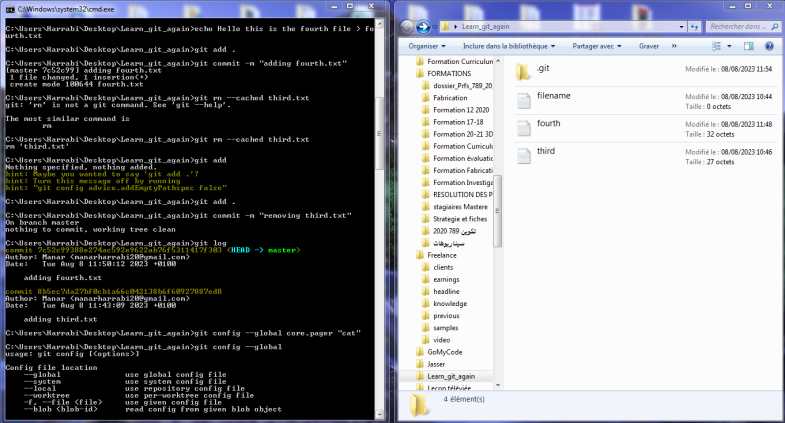 C:\Windows\system32\cmd.exe
C:\Users\Harrabi\Desktop\Learn_git_again>echo Hello this is the fourth file > fo
urth.txt
C:\Users\Harrabi\Desktop\Learn_git_again>git add .
C:\Users\Harrabi\Desktop\Learn_git_again>git commit -m "adding fourth.txt"
[master 7c52c99] adding fourth.txt
1 file changed, 1 insertion(+)
create mode 100644 fourth.txt
C:\Users\Harrabi\Desktop\Learn_git_again>git rn --cached third.txt
git: 'rn' is not a git command. See 'git --help'.
The most similar command is
rm
C:\Users\Harrabi\Desktop\Learn_git_again>git rm --cached third.txt
rm 'third.txt'
C:\Users\Harrabi\Desktop\Learn_git_again>git add
Nothing specified, nothing added.
hint: Maybe you wanted to say 'git add .'?
hint: Turn this message off by running
hint: "git config advice.addEmptyPathspec false"
C:\Users\Harrabi\Desktop\Learn_git_again>git add .
C:\Users\Harrabi\Desktop\Learn_git_again>git commit -m "removing third.txt"
On branch master
nothing to commit, working tree clean
C:\Users\Harrabi\Desktop\Learn_git_again>git log
commit 7c52c99388e274ac592e9622ab76f5311417f303 (HEAD -> master)
Author: Manar <manarharrabi20@gmail.com>
Date: Tue Aug 8 11:50:12 2023 +0100
adding fourth.txt
commit 8b5ec7da27bf0cb1a66c042138b6f60927887ed8
Author: Manar <manarharrabi20@gmail.com>
Date: Tue Aug 8 11:43:09 2023 +0100
adding third.txt
C:\Users\Harrabi\Desktop\Learn_git_again>git config --global core.pager "cat"
C:\Users\Harrabi\Desktop\Learn_git_again>git config --global
usage: git config [<options>]
Config file location
--global use global config file
--system use system config file
--local use repository config file
--worktree use per-worktree config file
-f, --file <file> use given config file
--blob <blob-id> read config from given blob object
Learn_git_again
Rechercher dans...
Organiser
Inclure dans la bibliothèque
Partager avec
Graver
»
Formation Curriculum
FORMATIONS
dossier_Prfs_789_20
Fabrication
Formation 12 2020
Formation 17-18
Formation 20-21 3D
Formation Curriculu
Formation évaluation
Formation Fabricati
Formation Investiga
RESOLUTION DES P
stagiaires Mastere
Strategie et fiches
تكوين 789 2020
سيناريوهات
Freelance
clients
earnings
headline
knowledge
previous
samples
video
GoMyCode
Jasser
Learn_git_again
Leçon téléviée
.git
Modifié le : 08/08/2023 11:54
filename
Modifié le : 08/08/2023 10:44
Taille : 0 octets
fourth
Modifié le : 08/08/2023 11:48
Taille : 32 octets
third
Modifié le : 08/08/2023 10:46
Taille : 27 octets
4 élément(s)